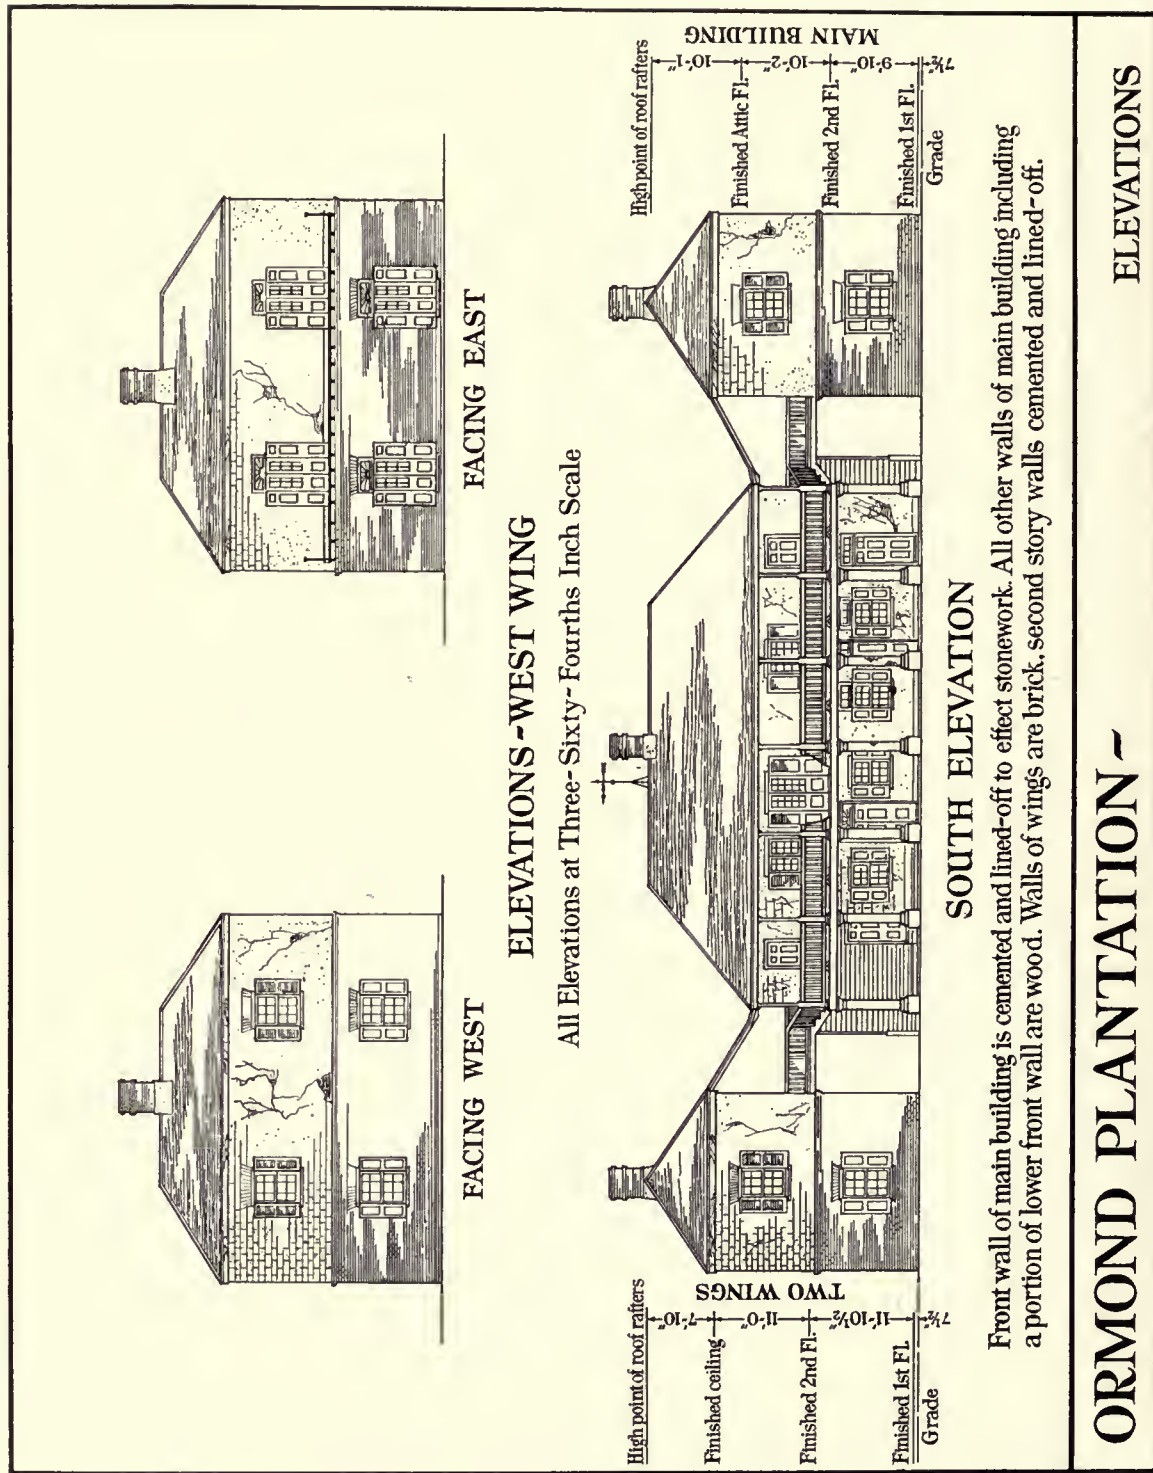 FACING WEST
FACING EAST
ELEVATIONS-WEST WING
All Elevations at Three-Sixty-Fourths Inch Scale
High point of roof rafters
Finished ceiling
Finished 2nd Fl.
Finished 1st Fl.
Grade
7'-10"
11'-0"
11'-10½"
7½"
TWO WINGS
High point of roof rafters
Finished Attic Fl.
Finished 2nd Fl.
Finished 1st Fl.
Grade
10'-1"
10'-2"
9'-10"
7½"
MAIN BUILDING
SOUTH ELEVATION
Front wall of main building is cemented and lined-off to effect stonework. All other walls of main building including
a portion of lower front wall are wood. Walls of wings are brick, second story walls cemented and lined-off.
ORMOND PLANTATION~
ELEVATIONS